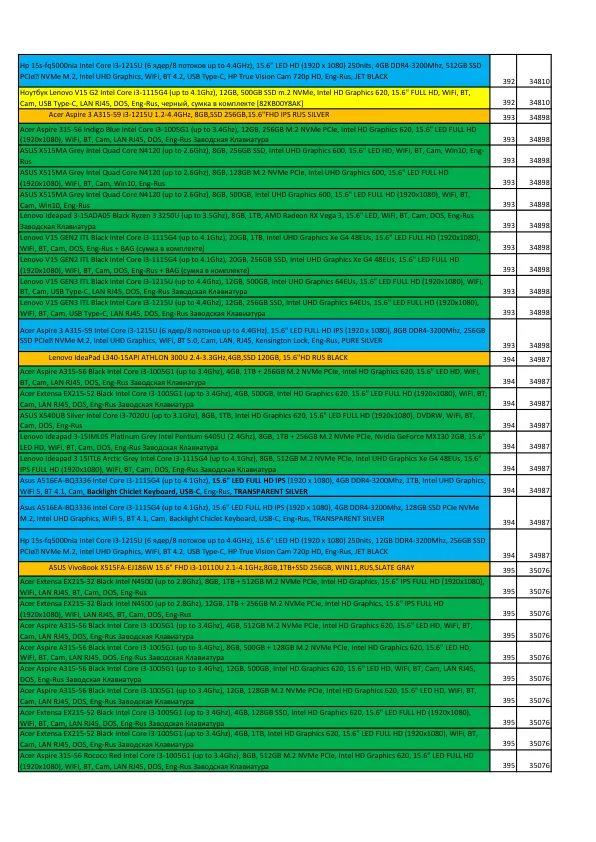 Hp 15s-fq5000nia Intel Core i3-1215U (6 ядер/8 потоков up to 4.4GHz), 15.6" LED HD (1920 x 1080) 250nits, 4GB DDR4-3200Mhz, 512GB SSD
PCIe NVMe M.2, Intel UHD Graphics, WiFi, BT 4.2, USB Type-C, HP True Vision Cam 720p HD, Eng-Rus, JET BLACK 392 34810
Ноутбук Lenovo V15 G2 Intel Core i3-1115G4 (up to 4.1Ghz), 12GB, 500GB SSD m.2 NVMe, Intel HD Graphics 620, 15.6" FULL HD, WiFi, BT,
Cam, USB Type-C, LAN RJ45, DOS, Eng-Rus, черный, сумка в комплекте [82KB00Y8AK] 392 34810
Acer Aspire 3 A315-59 i3-1215U 1.2-4.4GHz, 8GB,SSD 256GB,15.6"FHD IPS RUS SILVER 393 34898
Acer Aspire 315-56 Indigo Blue Intel Core i3-1005G1 (up to 3.4Ghz), 12GB, 256GB M.2 NVMe PCIe, Intel HD Graphics 620, 15.6" LED FULL HD
(1920x1080), WiFi, BT, Cam, LAN RJ45, DOS, Eng-Rus Заводская Клавиатура 393 34898
ASUS X515MA Grey Intel Quad Core N4120 (up to 2.6Ghz), 8GB, 256GB SSD, Intel UHD Graphics 600, 15.6" LED HD, WiFi, BT, Cam, Win10, Eng-
Rus 393 34898
ASUS X515MA Grey Intel Quad Core N4120 (up to 2.6Ghz), 8GB, 128GB M.2 NVMe PCIe, Intel UHD Graphics 600, 15.6" LED FULL HD
(1920x1080), WiFi, BT, Cam, Win10, Eng-Rus 393 34898
ASUS X515MA Grey Intel Quad Core N4120 (up to 2.6Ghz), 8GB, 500GB, Intel UHD Graphics 600, 15.6" LED FULL HD (1920x1080), WiFi, BT,
Cam, Win10, Eng-Rus 393 34898
Lenovo Ideapad 3-15ADA05 Black Ryzen 3 3250U (up to 3.5Ghz), 8GB, 1TB, AMD Radeon RX Vega 3, 15.6" LED, WiFi, BT, Cam, DOS, Eng-Rus
Заводская Клавиатура 393 34898
Lenovo V15 GEN2 ITL Black Intel Core i3-1115G4 (up to 4.1Ghz), 20GB, 1TB, Intel UHD Graphics Xe G4 48EUs, 15.6" LED FULL HD (1920x1080),
WiFi, BT, Cam, DOS, Eng-Rus + BAG (сумка в комплекте) 393 34898
Lenovo V15 GEN2 ITL Black Intel Core i3-1115G4 (up to 4.1Ghz), 20GB, 256GB SSD, Intel UHD Graphics Xe G4 48EUs, 15.6" LED FULL HD
(1920x1080), WiFi, BT, Cam, DOS, Eng-Rus + BAG (сумка в комплекте) 393 34898
Lenovo V15 GEN3 ITL Black Intel Core i3-1215U (up to 4.4Ghz), 12GB, 500GB, Intel UHD Graphics 64EUs, 15.6" LED FULL HD (1920x1080), WiFi,
BT, Cam, USB Type-C, LAN RJ45, DOS, Eng-Rus Заводская Клавиатура 393 34898
Lenovo V15 GEN3 ITL Black Intel Core i3-1215U (up to 4.4Ghz), 12GB, 256GB SSD, Intel UHD Graphics 64EUs, 15.6" LED FULL HD (1920x1080),
WiFi, BT, Cam, USB Type-C, LAN RJ45, DOS, Eng-Rus Заводская Клавиатура 393 34898
Acer Aspire 3 A315-59 Intel Core i3-1215U (6 ядер/8 потоков up to 4.4GHz), 15.6" LED FULL HD IPS (1920 x 1080), 8GB DDR4-3200Mhz, 256GB
SSD PCIe NVMe M.2, Intel UHD Graphics, WiFi, BT 5.0, Cam, LAN, RJ45, Kensington Lock, Eng-Rus, PURE SILVER 393 34898
Lenovo IdeaPad L340-15API ATHLON 300U 2.4-3.3GHz,4GB,SSD 120GB, 15.6"HD RUS BLACK 394 34987
Acer Aspire A315-56 Black Intel Core i3-1005G1 (up to 3.4Ghz), 4GB, 1TB + 256GB M.2 NVMe PCIe, Intel HD Graphics 620, 15.6" LED HD, WiFi,
BT, Cam, LAN RJ45, DOS, Eng-Rus Заводская Клавиатура 394 34987
Acer Extensa EX215-52 Black Intel Core i3-1005G1 (up to 3.4Ghz), 4GB, 500GB, Intel HD Graphics 620, 15.6" LED FULL HD (1920x1080), WiFi, BT,
Cam, LAN RJ45, DOS, Eng-Rus Заводская Клавиатура 394 34987
ASUS X540UB Silver Intel Core i3-7020U (up to 3.1Ghz), 8GB, 1TB, Intel HD Graphics 620, 15.6" LED FULL HD (1920x1080), DVDRW, WiFi, BT,
Cam, DOS, Eng-Rus 394 34987
Lenovo Ideapad 3-15IML05 Platinum Grey Intel Pentium 6405U (2.4Ghz), 8GB, 1TB + 256GB M.2 NVMe PCIe, Nvidia GeForce MX130 2GB, 15.6"
LED HD, WiFi, BT, Cam, DOS, Eng-Rus Заводская Клавиатура 394 34987
Lenovo Ideapad 3 15ITL6 Arctic Grey Intel Core i3-1115G4 (up to 4.1Ghz), 8GB, 512GB M.2 NVMe PCIe, Intel UHD Graphics Xe G4 48EUs, 15.6"
IPS FULL HD (1920x1080), WiFi, BT, Cam, DOS, Eng-Rus Заводская Клавиатура 394 34987
Asus A516EA-BQ3336 Intel Core i3-1115G4 (up to 4.1GHz), 15.6" LED FULL HD IPS (1920 x 1080), 4GB DDR4-3200Mhz, 1TB, Intel UHD Graphics,
WiFi 5, BT 4.1, Cam, Backlight Chiclet Keyboard, USB-C, Eng-Rus, TRANSPARENT SILVER 394 34987
Asus A516EA-BQ3336 Intel Core i3-1115G4 (up to 4.1GHz), 15.6" LED FULL HD IPS (1920 x 1080), 4GB DDR4-3200Mhz, 128GB SSD PCIe NVMe
M.2, Intel UHD Graphics, WiFi 5, BT 4.1, Cam, Backlight Chiclet Keyboard, USB-C, Eng-Rus, TRANSPARENT SILVER 394 34987
Hp 15s-fq5000nia Intel Core i3-1215U (6 ядер/8 потоков up to 4.4GHz), 15.6" LED HD (1920 x 1080) 250nits, 12GB DDR4-3200Mhz, 256GB SSD
PCIe NVMe M.2, Intel UHD Graphics, WiFi, BT 4.2, USB Type-C, HP True Vision Cam 720p HD, Eng-Rus, JET BLACK 394 34987
ASUS VivoBook X515FA-EJ186W 15.6" FHD i3-10110U 2.1-4.1GHz,8GB,1TB+SSD 256GB, WIN11,RUS,SLATE GRAY 395 35076
Acer Extensa EX215-32 Black Intel N4500 (up to 2.8Ghz), 8GB, 1TB + 512GB M.2 NVMe PCIe, Intel HD Graphics, 15.6" IPS FULL HD (1920x1080),
WiFi, LAN RJ45, BT, Cam, DOS, Eng-Rus 395 35076
Acer Extensa EX215-32 Black Intel N4500 (up to 2.8Ghz), 12GB, 1TB + 256GB M.2 NVMe PCIe, Intel HD Graphics, 15.6" IPS FULL HD
(1920x1080), WiFi, LAN RJ45, BT, Cam, DOS, Eng-Rus 395 35076
Acer Aspire A315-56 Black Intel Core i3-1005G1 (up to 3.4Ghz), 4GB, 512GB M.2 NVMe PCIe, Intel HD Graphics 620, 15.6" LED HD, WiFi, BT,
Cam, LAN RJ45, DOS, Eng-Rus Заводская Клавиатура 395 35076
Acer Aspire A315-56 Black Intel Core i3-1005G1 (up to 3.4Ghz), 8GB, 500GB + 128GB M.2 NVMe PCIe, Intel HD Graphics 620, 15.6" LED HD,
WiFi, BT, Cam, LAN RJ45, DOS, Eng-Rus Заводская Клавиатура 395 35076
Acer Aspire A315-56 Black Intel Core i3-1005G1 (up to 3.4Ghz), 12GB, 500GB, Intel HD Graphics 620, 15.6" LED HD, WiFi, BT, Cam, LAN RJ45,
DOS, Eng-Rus Заводская Клавиатура 395 35076
Acer Aspire A315-56 Black Intel Core i3-1005G1 (up to 3.4Ghz), 12GB, 128GB M.2 NVMe PCIe, Intel HD Graphics 620, 15.6" LED HD, WiFi, BT,
Cam, LAN RJ45, DOS, Eng-Rus Заводская Клавиатура 395 35076
Acer Extensa EX215-52 Black Intel Core i3-1005G1 (up to 3.4Ghz), 4GB, 128GB SSD, Intel HD Graphics 620, 15.6" LED FULL HD (1920x1080),
WiFi, BT, Cam, LAN RJ45, DOS, Eng-Rus Заводская Клавиатура 395 35076
Acer Extensa EX215-52 Black Intel Core i3-1005G1 (up to 3.4Ghz), 4GB, 1TB, Intel HD Graphics 620, 15.6" LED FULL HD (1920x1080), WiFi, BT,
Cam, LAN RJ45, DOS, Eng-Rus Заводская Клавиатура 395 35076
Acer Aspire 315-56 Rococo Red Intel Core i3-1005G1 (up to 3.4Ghz), 8GB, 512GB M.2 NVMe PCIe, Intel HD Graphics 620, 15.6" LED FULL HD
(1920x1080), WiFi, BT, Cam, LAN RJ45, DOS, Eng-Rus Заводская Клавиатура 395 35076